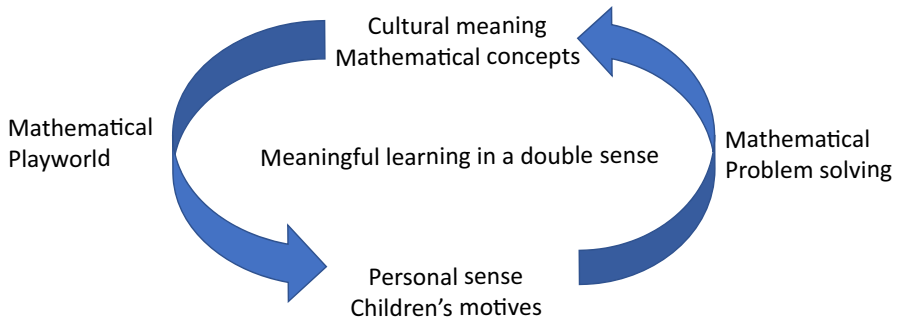 Cultural meaning
Mathematical concepts
Mathematical
Playworld
Meaningful learning in a double sense
Mathematical
Problem solving
Personal sense
Children’s motives